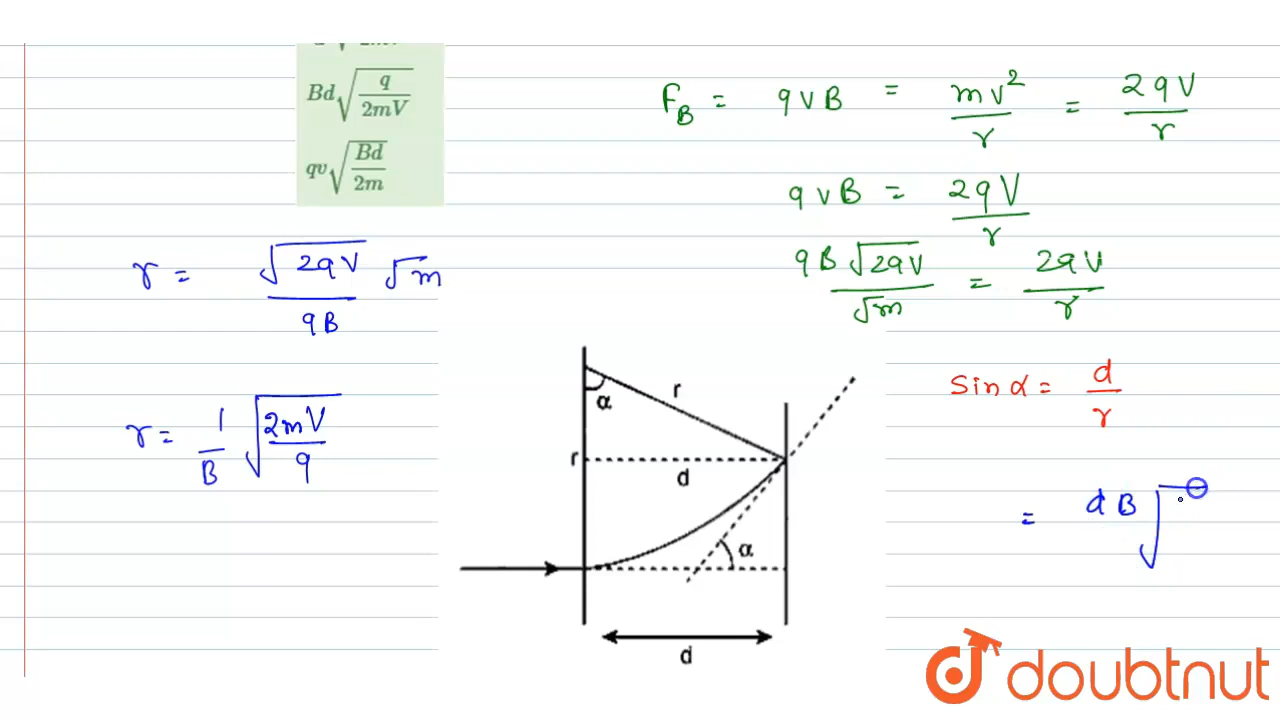 Bd√(q/2mV)
qv√(Bd/2m)
F_B = qvB = mv²/r = 2qV/r
qvB = 2qV/r
qB√2qV/√m = 2qV/r
r = √2qV/qB √m
r = 1/B √(2mV/q)
Sin α = d/r
= dB√
α
r
r
d
α
d
doubtnut